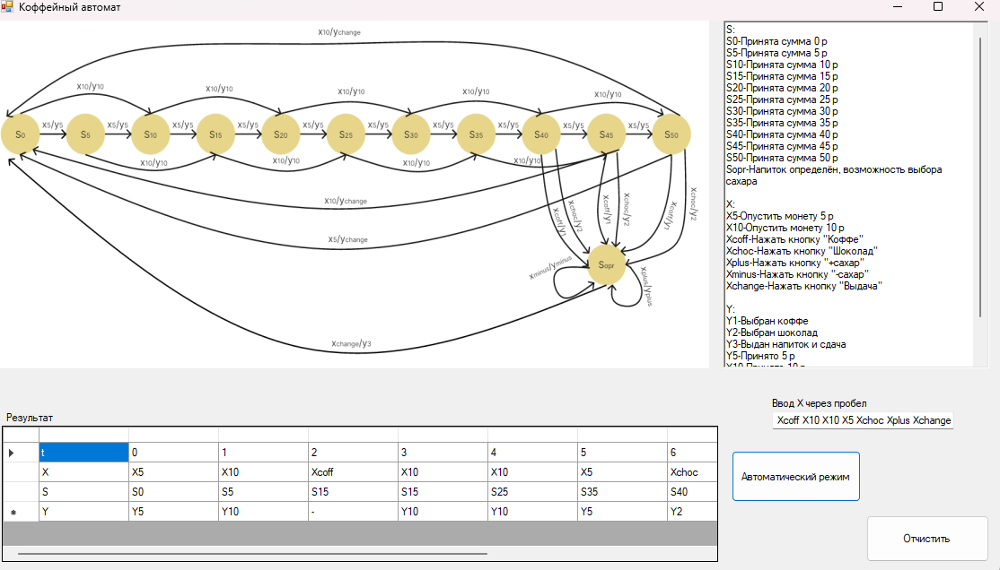 Коффейный автомат
x10/ychange
x10/y10 x10/y10 x10/y10 x10/y10 x10/y10
S0 x5/y5 S5 x5/y5 S10 x5/y5 S15 x5/y5 S20 x5/y5 S25 x5/y5 S30 x5/y5 S35 x5/y5 S40 x5/y5 S45 x5/y5 S50
x10/y10 x10/y10 x10/y10 x10/y10
x10/ychange
x5/ychange
xcoff/y1 xchoc/y2 xcoff/y1 xchoc/y2 xcoff/y1 xchoc/y2
Sopr
xminus/yminus xplus/yplus
xchange/y3
S:
S0-Принята сумма 0 р
S5-Принята сумма 5 р
S10-Принята сумма 10 р
S15-Принята сумма 15 р
S20-Принята сумма 20 р
S25-Принята сумма 25 р
S30-Принята сумма 30 р
S35-Принята сумма 35 р
S40-Принята сумма 40 р
S45-Принята сумма 45 р
S50-Принята сумма 50 р
Sopr-Напиток определён, возможность выбора
сахара
X:
X5-Опустить монету 5 р
X10-Опустить монету 10 р
Xcoff-Нажать кнопку "Коффе"
Xchoc-Нажать кнопку "Шоколад"
Xplus-Нажать кнопку "+сахар"
Xminus-Нажать кнопку "-сахар"
Xchange-Нажать кнопку "Выдача"
Y:
Y1-Выбран коффе
Y2-Выбран шоколад
Y3-Выдан напиток и сдача
Y5-Принято 5 р
Y10-Принято 10 р
Ввод X через пробел
Xcoff X10 X10 X5 Xchoc Xplus Xchange
Автоматический режим
Отчистить
Результат
t 0 1 2 3 4 5 6
X X5 X10 Xcoff X10 X10 X5 Xchoc
S S0 S5 S15 S15 S25 S35 S40
Y Y5 Y10 - Y10 Y10 Y5 Y2